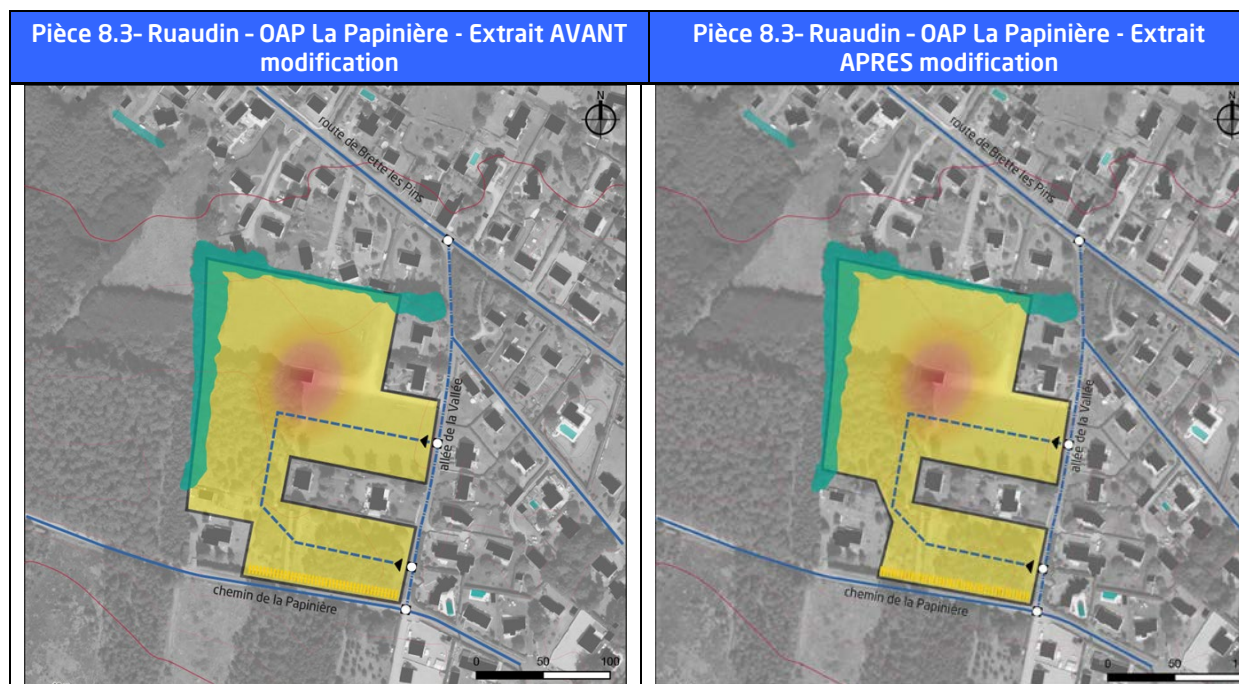 Pièce 8.3- Ruaudin - OAP La Papinière - Extrait AVANT
modification
Pièce 8.3- Ruaudin - OAP La Papinière - Extrait
APRES modification
N
route de Brette les Pins
allée de la Vallée
chemin de la Papinière
0 50 100
N
route de Brette les Pins
allée de la Vallée
chemin de la Papinière
0 50